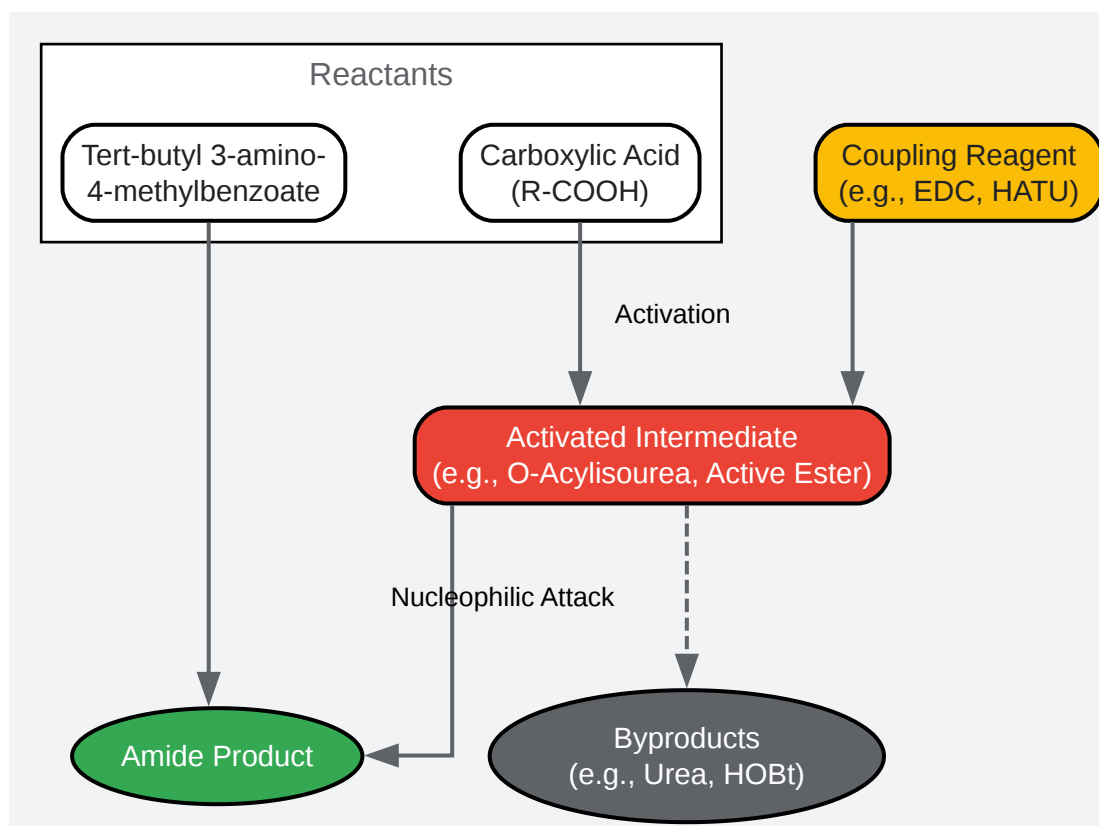 Reactants
Tert-butyl 3-amino-
4-methylbenzoate
Carboxylic Acid
(R-COOH)
Coupling Reagent
(e.g., EDC, HATU)
Activation
Activated Intermediate
(e.g., O-Acylisourea, Active Ester)
Nucleophilic Attack
Amide Product
Byproducts
(e.g., Urea, HOBt)